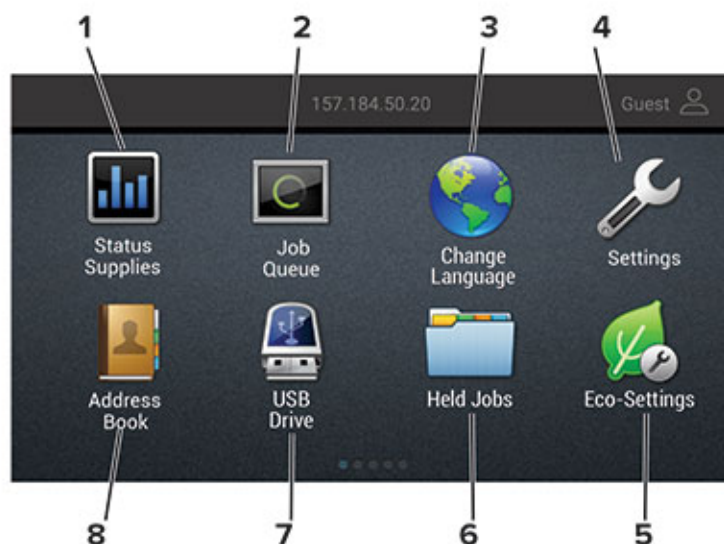 1 2 3 4
157.184.50.20 Guest
Status
Supplies
Job
Queue
Change
Language
Settings
Address
Book
USB
Drive
Held Jobs
Eco-Settings
8 7 6 5